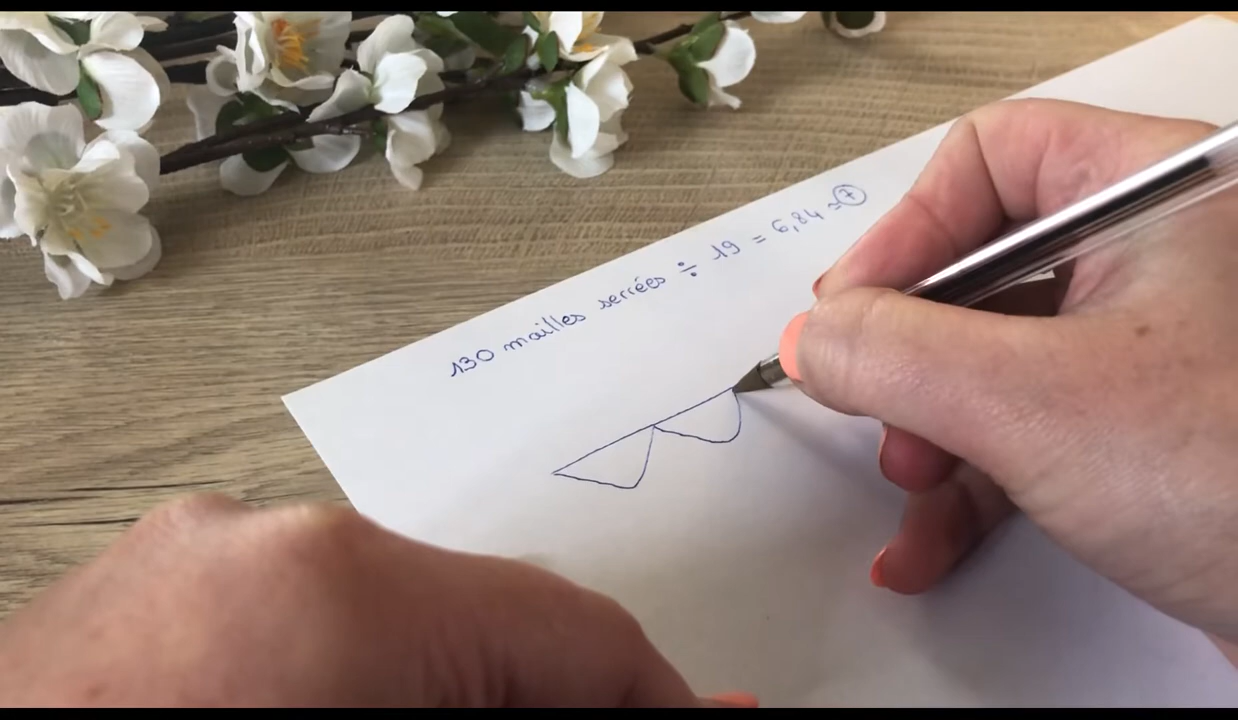 130 mailles serrées ÷ 19 = 6,84 ≈ 7